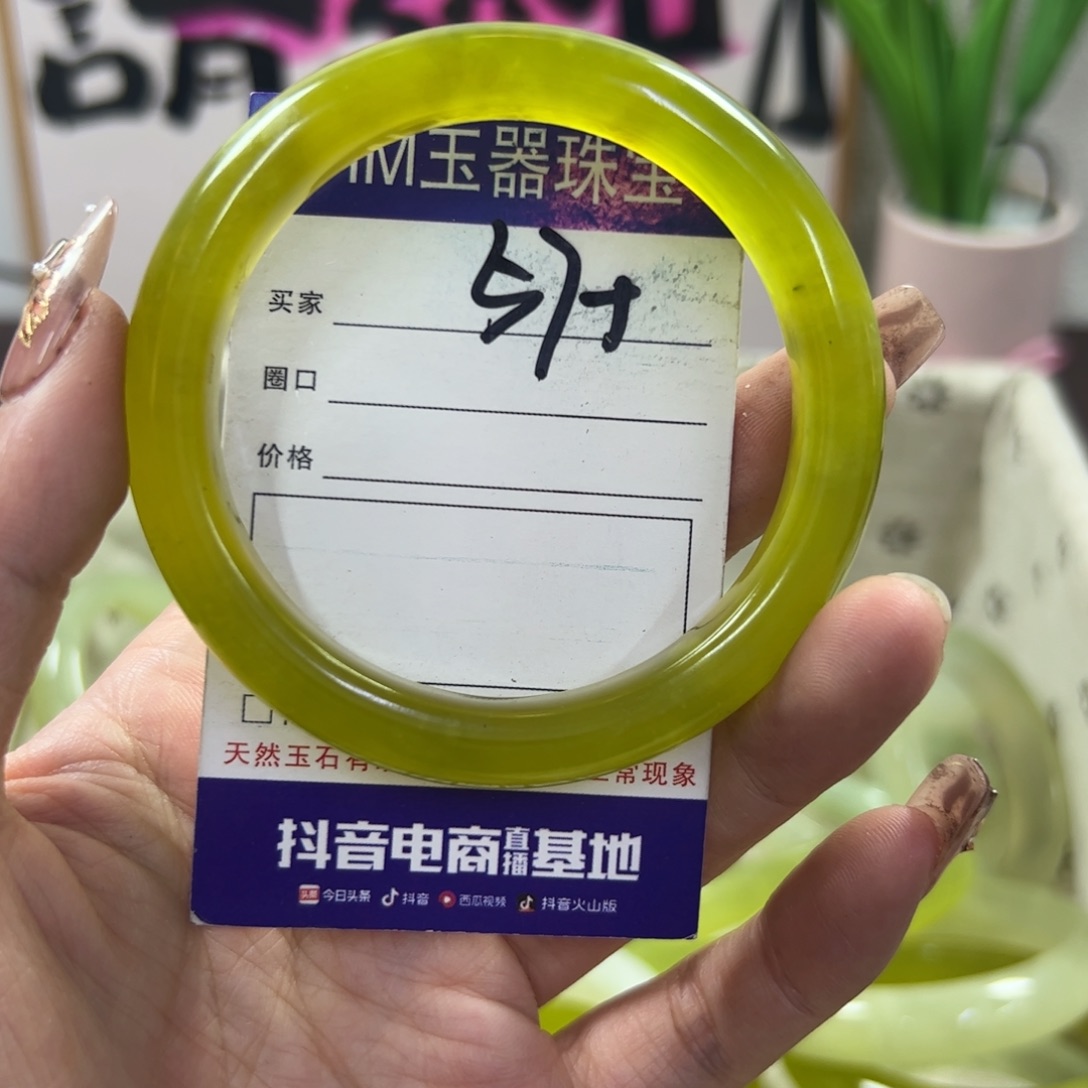 M玉器珠宝
买家
圈口
价格
天然玉石有
常现象
抖音电商直播基地
今日头条 抖音 西瓜视频 抖音火山版